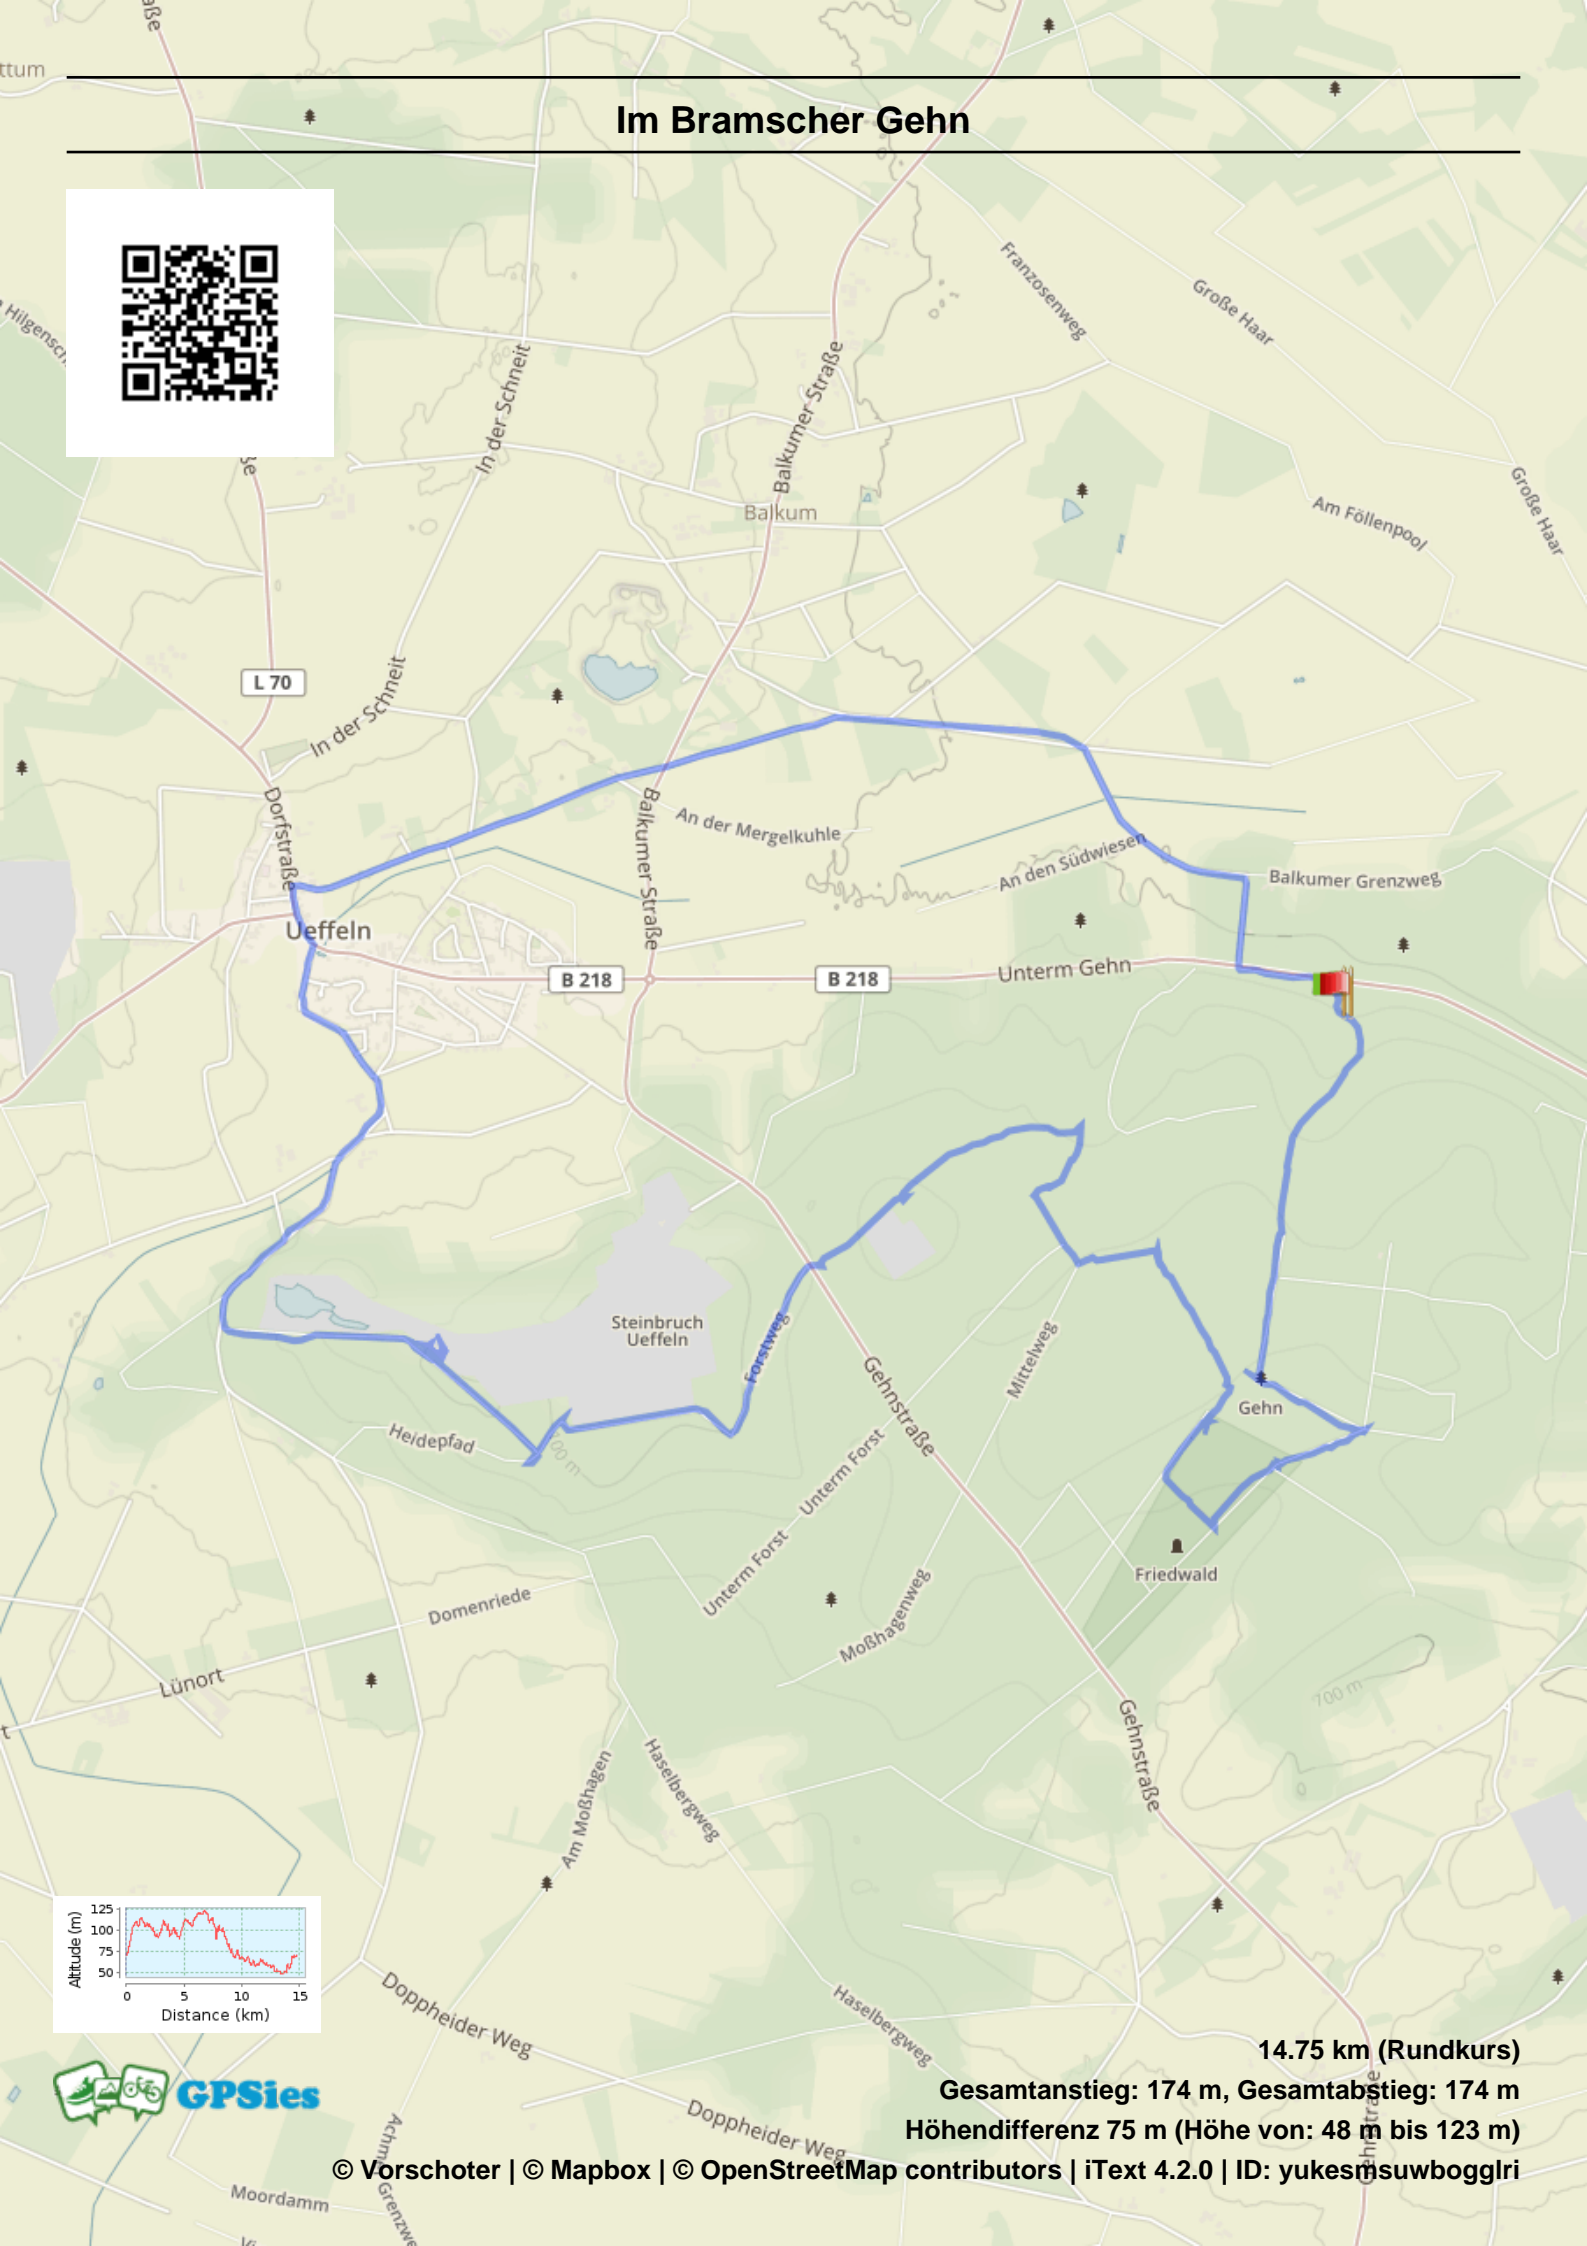 Im Bramscher Gehn
Franzosenweg
Große Haar
Große Haar
In der Schneit
Balkumer Straße
Balkum
Am Föllenpool
L 70
In der Schneit
Dorfstraße
Balkumer Straße
An der Mergelkuhle
An den Südwiesen
Balkumer Grenzweg
Ueffeln
B 218
B 218
Unterm Gehn
Steinbruch
Ueffeln
Forstweg
Mittelweg
Gehnstraße
Gehn
Heidepfad
Unterm Forst
Unterm Forst
Friedwald
Domenriede
Moßhagenweg
Lünort
700 m
Gehnstraße
Am Moßhagen
Haselbergweg
Altitude (m)
125
100
75
50
0 5 10 15
Distance (km)
Doppheider Weg
Haselbergweg
GPSies
14.75 km (Rundkurs)
Gesamtanstieg: 174 m, Gesamtabstieg: 174 m
Doppheider Weg
Höhendifferenz 75 m (Höhe von: 48 m bis 123 m)
© Vorschoter | © Mapbox | © OpenStreetMap contributors | iText 4.2.0 | ID: yukesmsuwbogglri
Moordamm